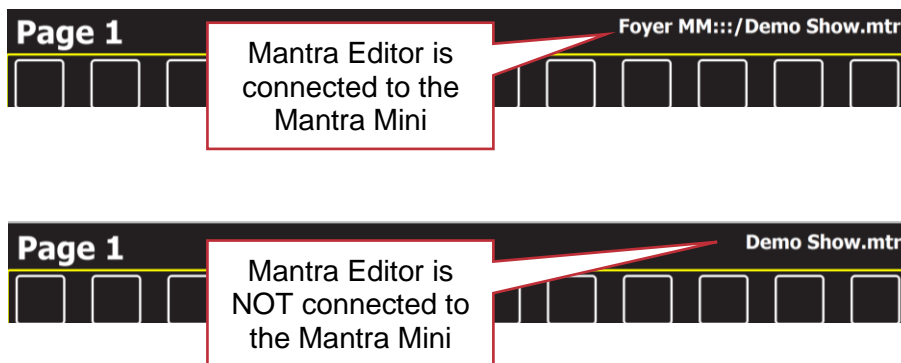 Page 1
Foyer MM:::/Demo Show.mtr
Mantra Editor is
connected to the
Mantra Mini
Page 1
Demo Show.mtr
Mantra Editor is
NOT connected to
the Mantra Mini